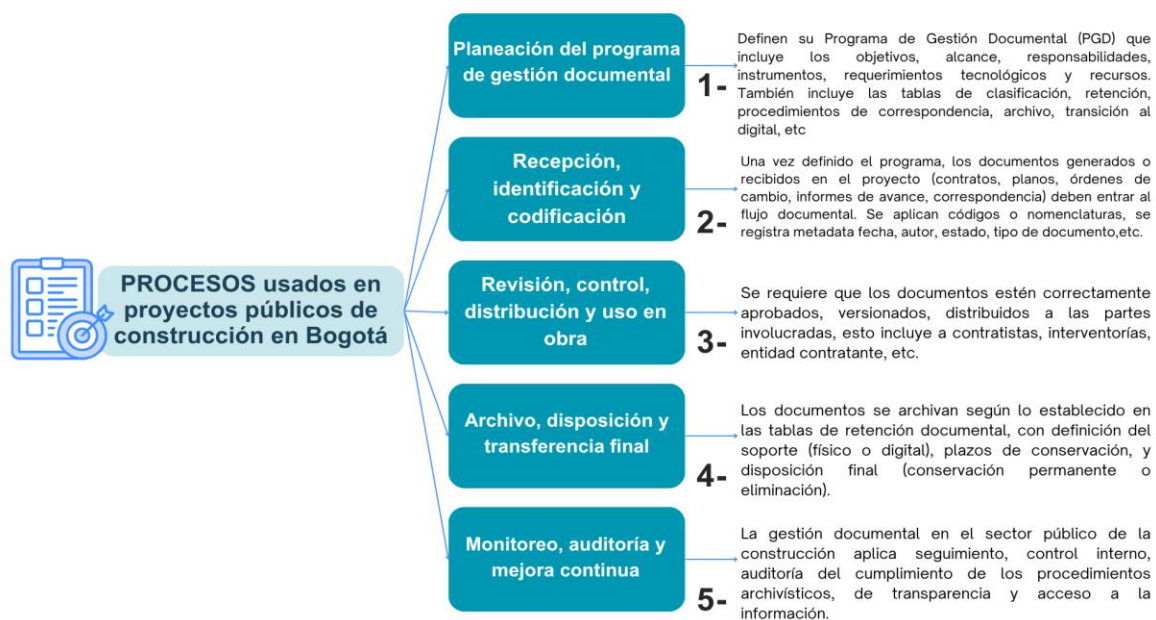 PROCESOS usados en
proyectos públicos de
construcción en Bogotá
Planeación del programa
de gestión documental
1-
Definen su Programa de Gestión Documental (PGD) que
incluye los objetivos, alcance, responsabilidades,
instrumentos, requerimientos tecnológicos y recursos.
También incluye las tablas de clasificación, retención,
procedimientos de correspondencia, archivo, transición al
digital, etc
Recepción,
identificación y
codificación
2-
Una vez definido el programa, los documentos generados o
recibidos en el proyecto (contratos, planos, órdenes de
cambio, informes de avance, correspondencia) deben entrar al
flujo documental. Se aplican códigos o nomenclaturas, se
registra metadata fecha, autor, estado, tipo de documento,etc.
Revisión, control,
distribución y uso en
obra
3-
Se requiere que los documentos estén correctamente
aprobados, versionados, distribuidos a las partes
involucradas, esto incluye a contratistas, interventorías,
entidad contratante, etc.
Archivo, disposición y
transferencia final
4-
Los documentos se archivan según lo establecido en
las tablas de retención documental, con definición del
soporte (físico o digital), plazos de conservación, y
disposición final (conservación permanente o
eliminación).
Monitoreo, auditoría y
mejora continua
5-
La gestión documental en el sector público de la
construcción aplica seguimiento, control interno,
auditoría del cumplimiento de los procedimientos
archivísticos, de transparencia y acceso a la
información.